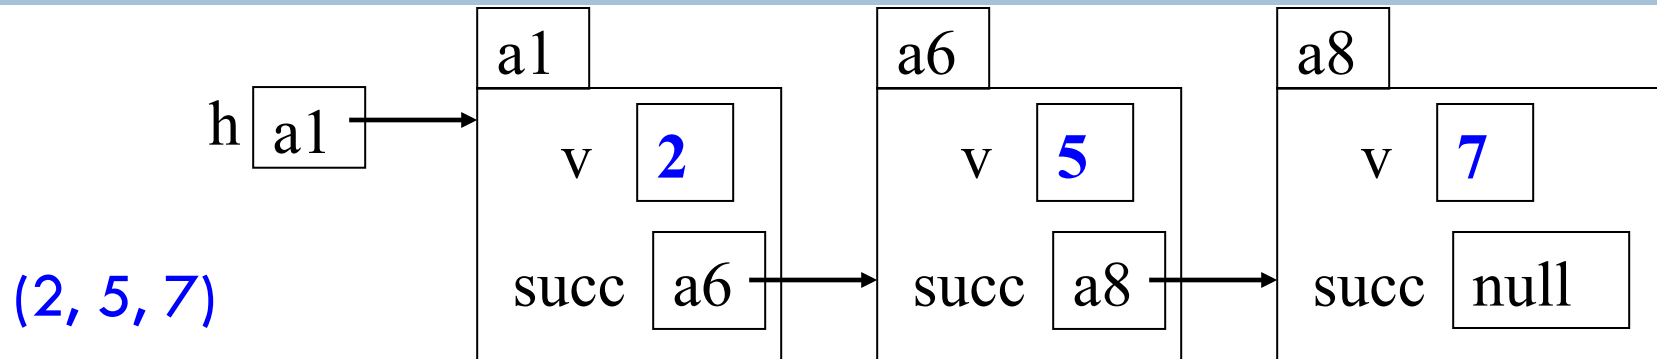 a1 a6 a8
h a1 v 2 v 5 v 7
(2, 5, 7) succ a6 succ a8 succ null